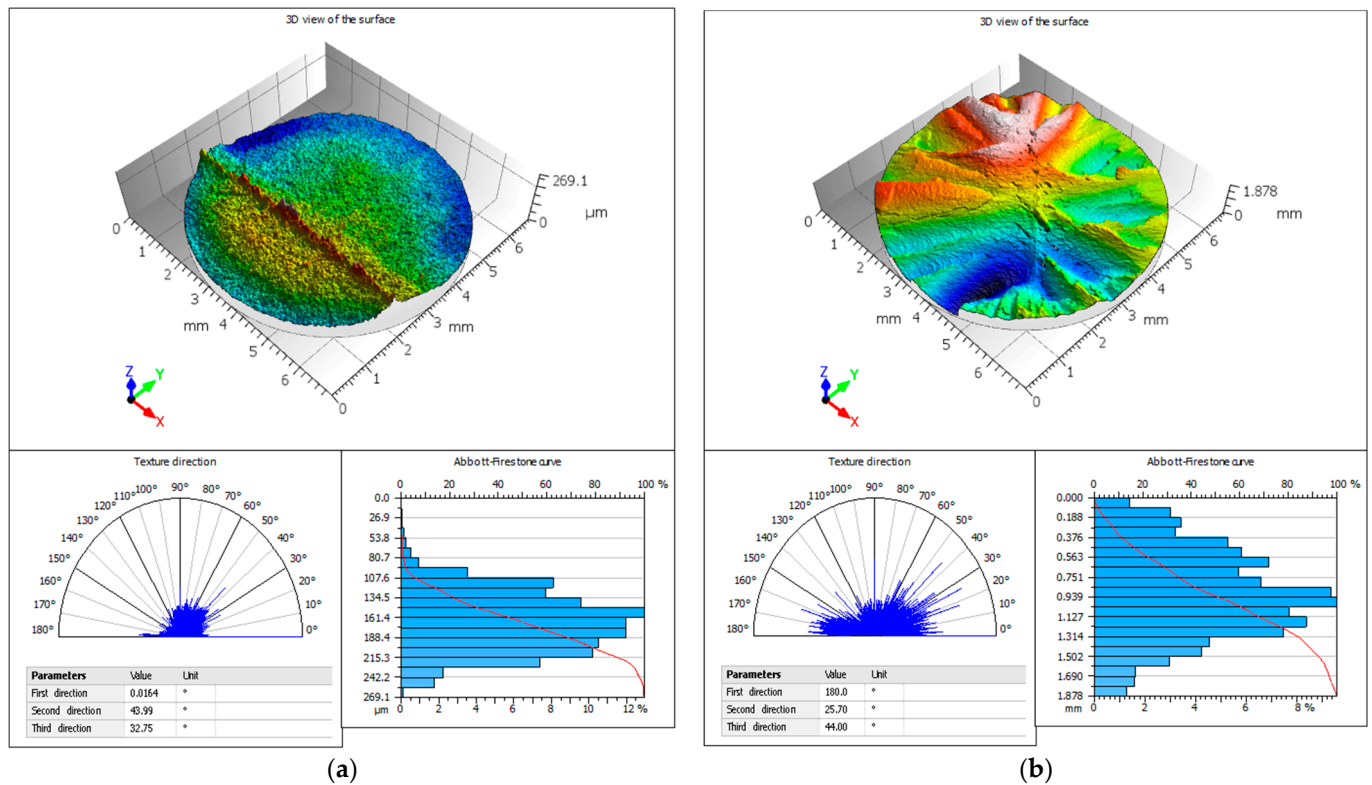 3D view of the surface
269.1
µm
0
0
1
2
3
4
5
6
mm
0
1
2
3
4
5
6
mm
Z
Y
X
Texture direction
90°
100°
80°
110°
70°
120°
60°
130°
50°
140°
40°
150°
30°
160°
20°
170°
10°
180°
0°
Parameters Value Unit
First direction 0.0164 °
Second direction 43.99 °
Third direction 32.75 °
Abbott-Firestone curve
0 20 40 60 80 100 %
0.0
26.9
53.8
80.7
107.6
134.5
161.4
188.4
215.3
242.2
269.1
µm 0 2 4 6 8 10 12 %
(a)
3D view of the surface
1.878
mm
0
0
1
2
3
4
5
6
mm
0
1
2
3
4
5
6
mm
Z
Y
X
Texture direction
90°
100°
80°
110°
70°
120°
60°
130°
50°
140°
40°
150°
30°
160°
20°
170°
10°
180°
0°
Parameters Value Unit
First direction 180.0 °
Second direction 25.70 °
Third direction 44.00 °
Abbott-Firestone curve
0 20 40 60 80 100 %
0.000
0.188
0.376
0.563
0.751
0.939
1.127
1.314
1.502
1.690
1.878
mm 0 2 4 6 8 %
(b)